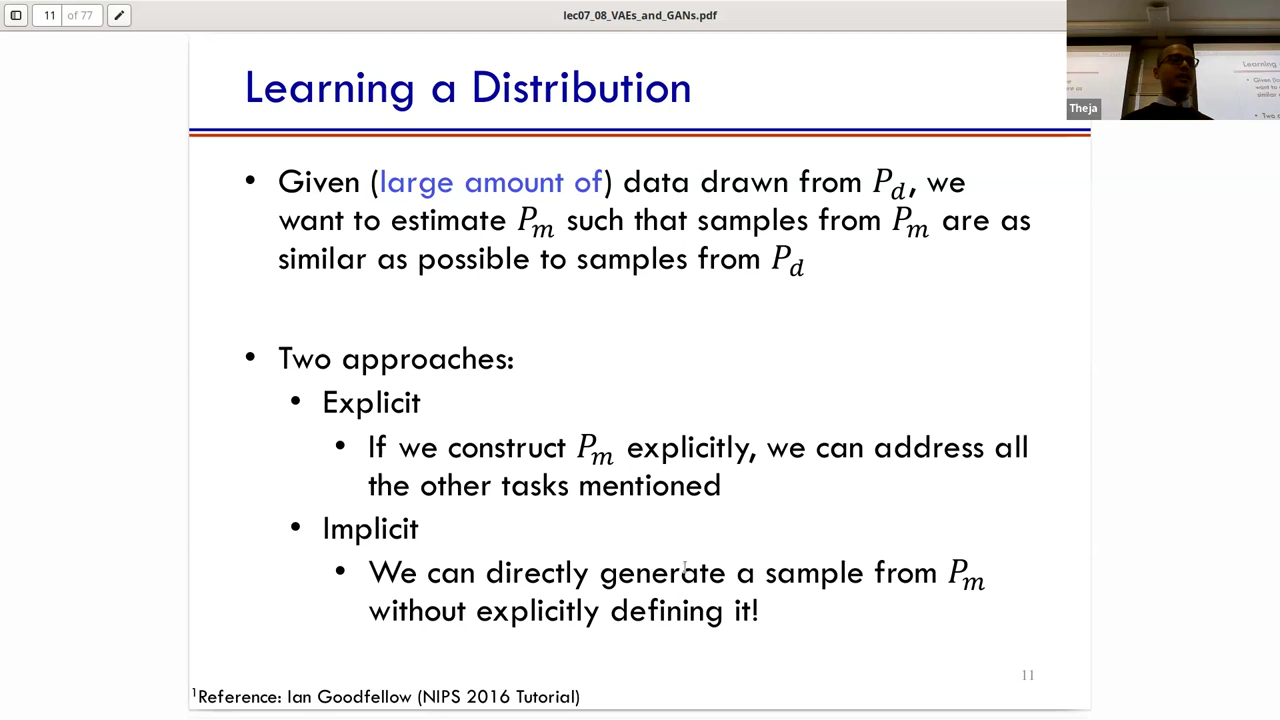 11 of 77
lec07_08_VAEs_and_GANs.pdf
Theja
Learning a Distribution
• Given (large amount of) data drawn from P_d, we
want to estimate P_m such that samples from P_m are as
similar as possible to samples from P_d
• Two approaches:
• Explicit
• If we construct P_m explicitly, we can address all
the other tasks mentioned
• Implicit
• We can directly generate a sample from P_m
without explicitly defining it!
11
¹Reference: Ian Goodfellow (NIPS 2016 Tutorial)